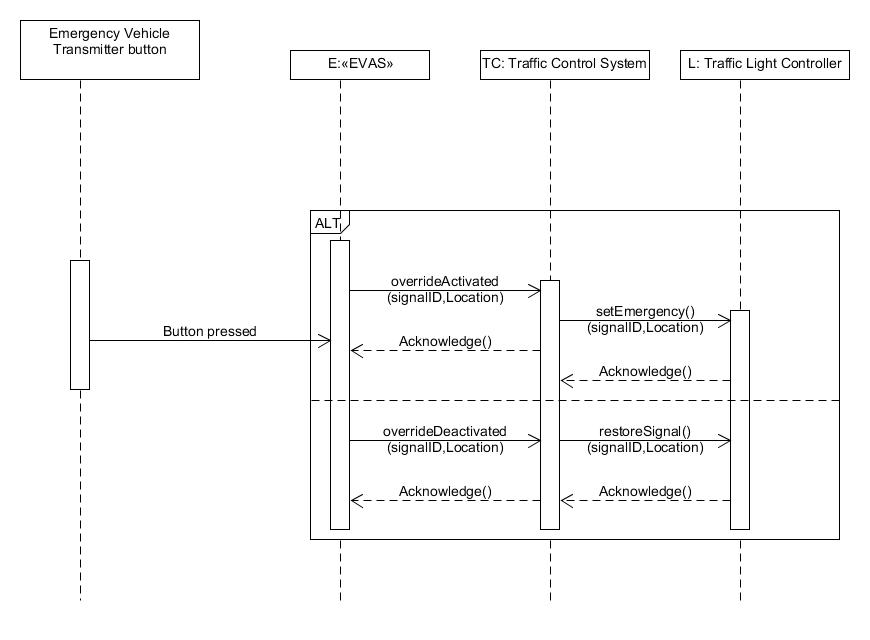 Emergency Vehicle
Transmitter button
E:«EVAS»
TC: Traffic Control System
L: Traffic Light Controller
ALT
overrideActivated
(signalID,Location)
setEmergency()
(signalID,Location)
Button pressed
Acknowledge()
Acknowledge()
overrideDeactivated
(signalID,Location)
restoreSignal()
(signalID,Location)
Acknowledge()
Acknowledge()